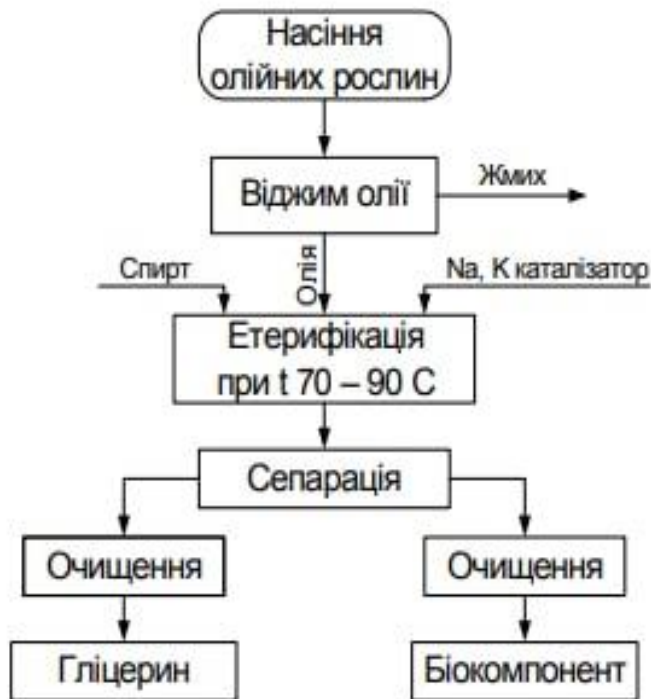 Насіння
олійних рослин
Віджим олії
Жмих
Олія
Спирт
Na, K каталізатор
Етерифікація
при t 70 – 90 C
Сепарація
Очищення
Очищення
Гліцерин
Біокомпонент